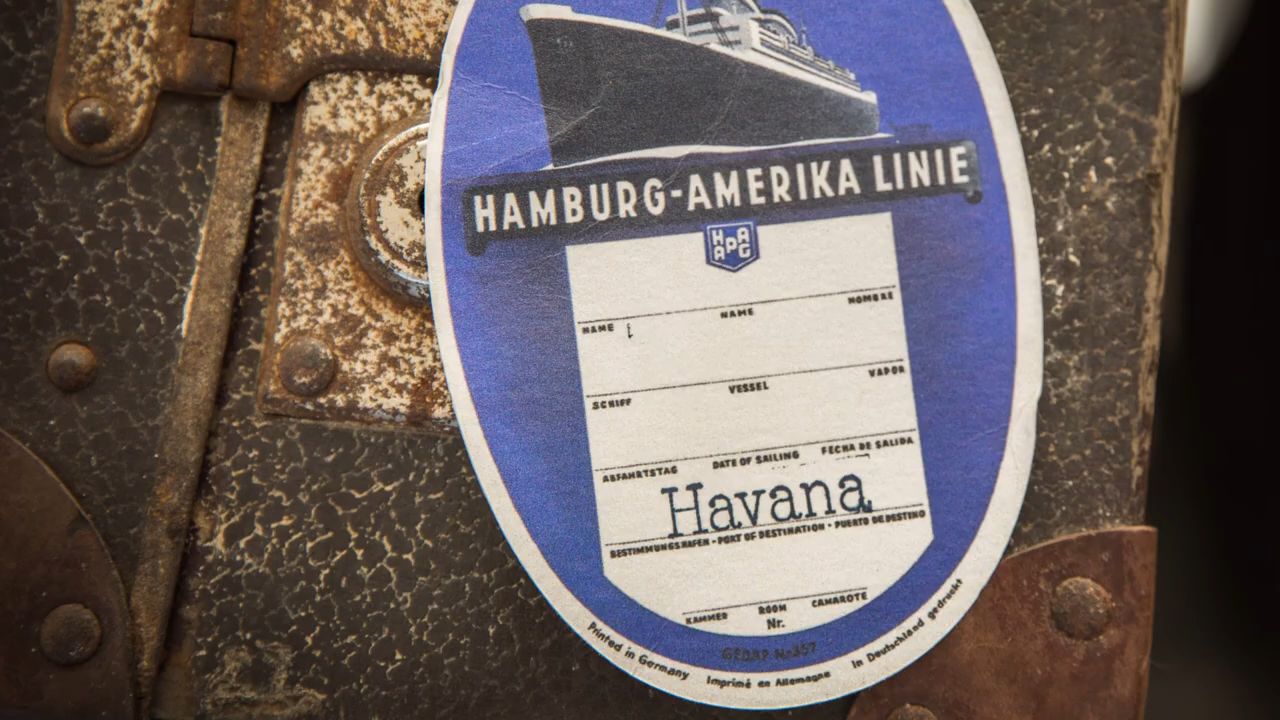 HAMBURG-AMERIKA LINIE
HAPAG
NAME NAME NOMBRE
SCHIFF VESSEL VAPOR
ABFAHRTSTAG DATE OF SAILING FECHA DE SALIDA
Havana
BESTIMMUNGSHAFEN - PORT OF DESTINATION - PUERTO DE DESTINO
KAMMER ROOM CAMAROTE
Nr.
Printed in Germany Imprimé en Allemagne In Deutschland gedruckt